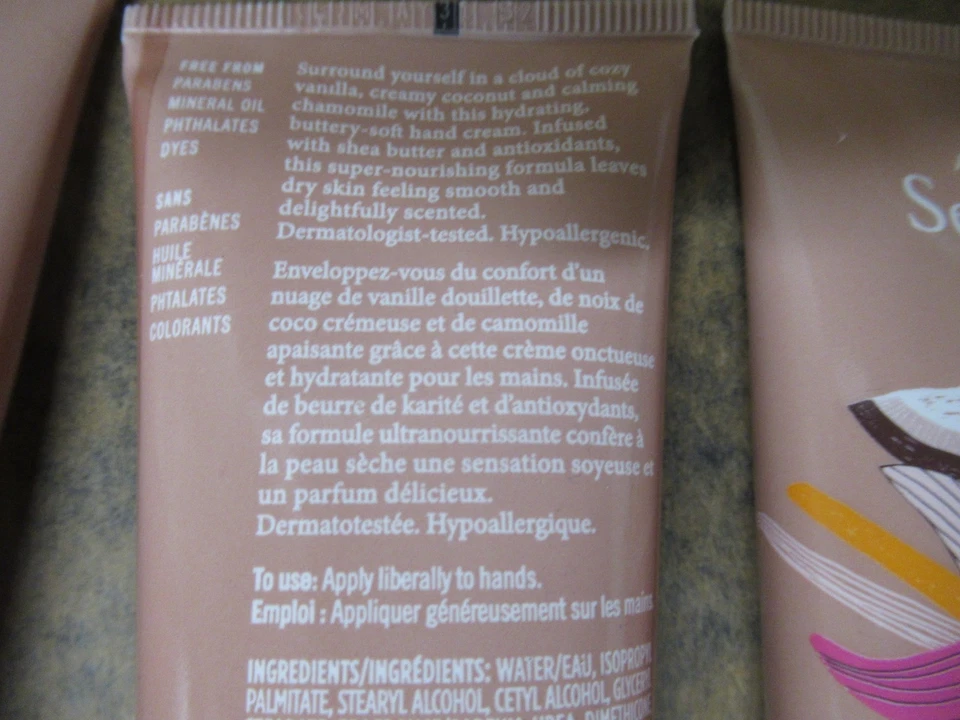 FREE FROM
PARABENS
MINERAL OIL
PHTHALATES
DYES
SANS
PARABÈNES
HUILE
MINÉRALE
PHTALATES
COLORANTS
Surround yourself in a cloud of cozy
vanilla, creamy coconut and calming
chamomile with this hydrating,
buttery-soft hand cream. Infused
with shea butter and antioxidants,
this super-nourishing formula leaves
dry skin feeling smooth and
delightfully scented.
Dermatologist-tested. Hypoallergenic.
Enveloppez-vous du confort d'un
nuage de vanille douillette, de noix de
coco crémeuse et de camomille
apaisante grâce à cette crème onctueuse
et hydratante pour les mains. Infusée
de beurre de karité et d'antioxydants,
sa formule ultranourrissante confère à
la peau sèche une sensation soyeuse et
un parfum délicieux.
Dermatotestée. Hypoallergique.
To use: Apply liberally to hands.
Emploi : Appliquer généreusement sur les mains.
INGREDIENTS/INGRÉDIENTS: WATER/EAU, ISOPROPYL
PALMITATE, STEARYL ALCOHOL, CETYL ALCOHOL,